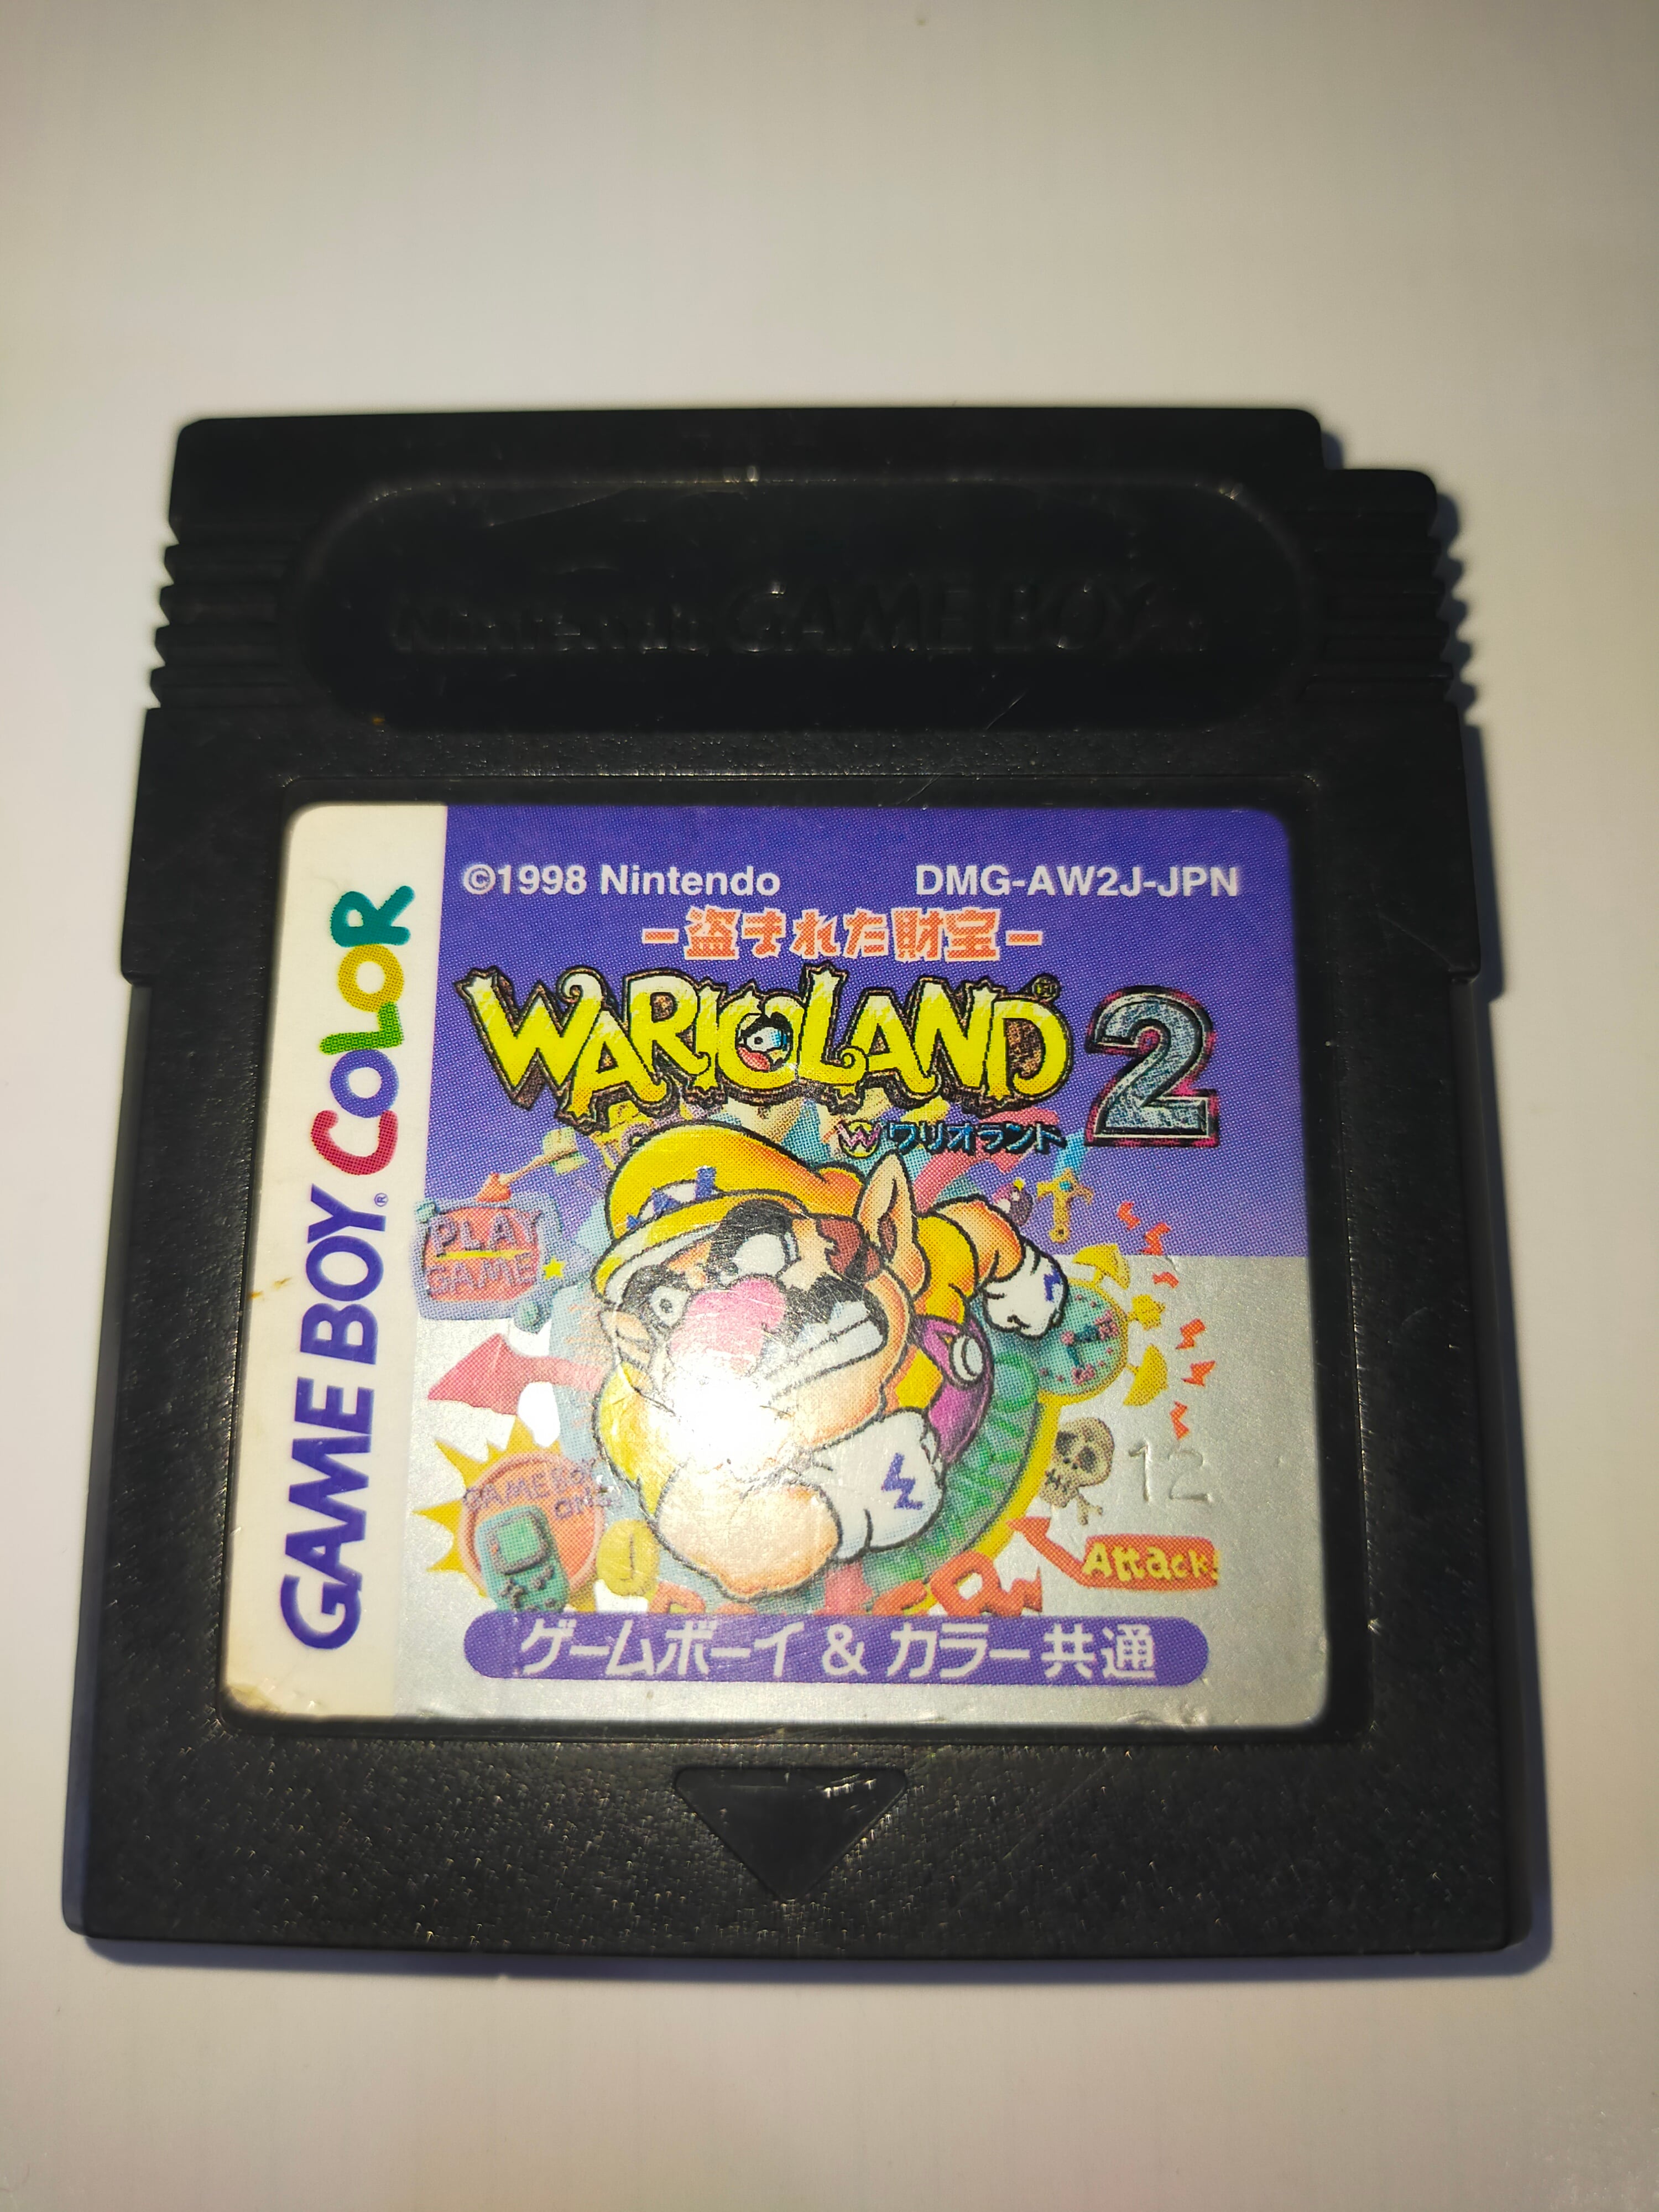 Nintendo GAME BOY
GAME BOY® COLOR
©1998 Nintendo DMG-AW2J-JPN
-盗まれた財宝-
WARIOLAND® 2
W ワリオランド
PLAY
GAME
12
Attack!
ゲームボーイ & カラー共通